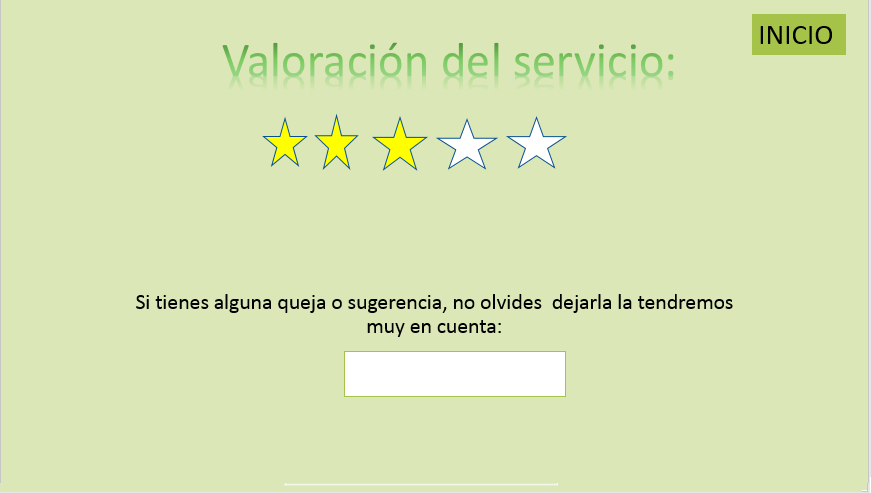 INICIO
Valoración del servicio:
Si tienes alguna queja o sugerencia, no olvides  dejarla la tendremos
muy en cuenta: